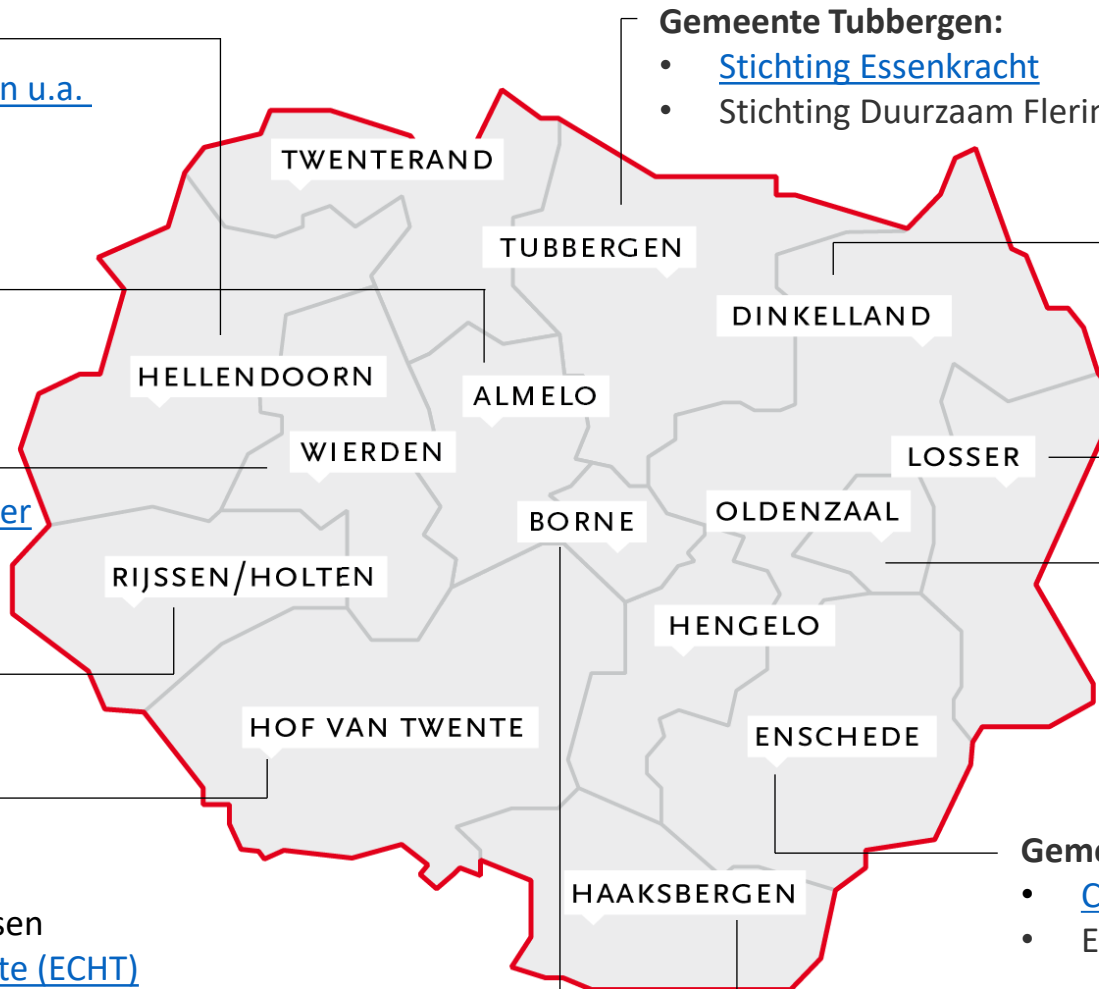 Gemeente Tubbergen:
n u.a.
• Stichting Essenkracht
• Stichting Duurzaam Flerin
TWENTERAND
TUBBERGEN
DINKELLAND
HELLENDOORN
ALMELO
WIERDEN
LOSSER
er
BORNE
OLDENZAAL
RIJSSEN/HOLTEN
HENGELO
HOF VAN TWENTE
ENSCHEDE
Geme
HAAKSBERGEN
• C
sen
• E
te (ECHT)